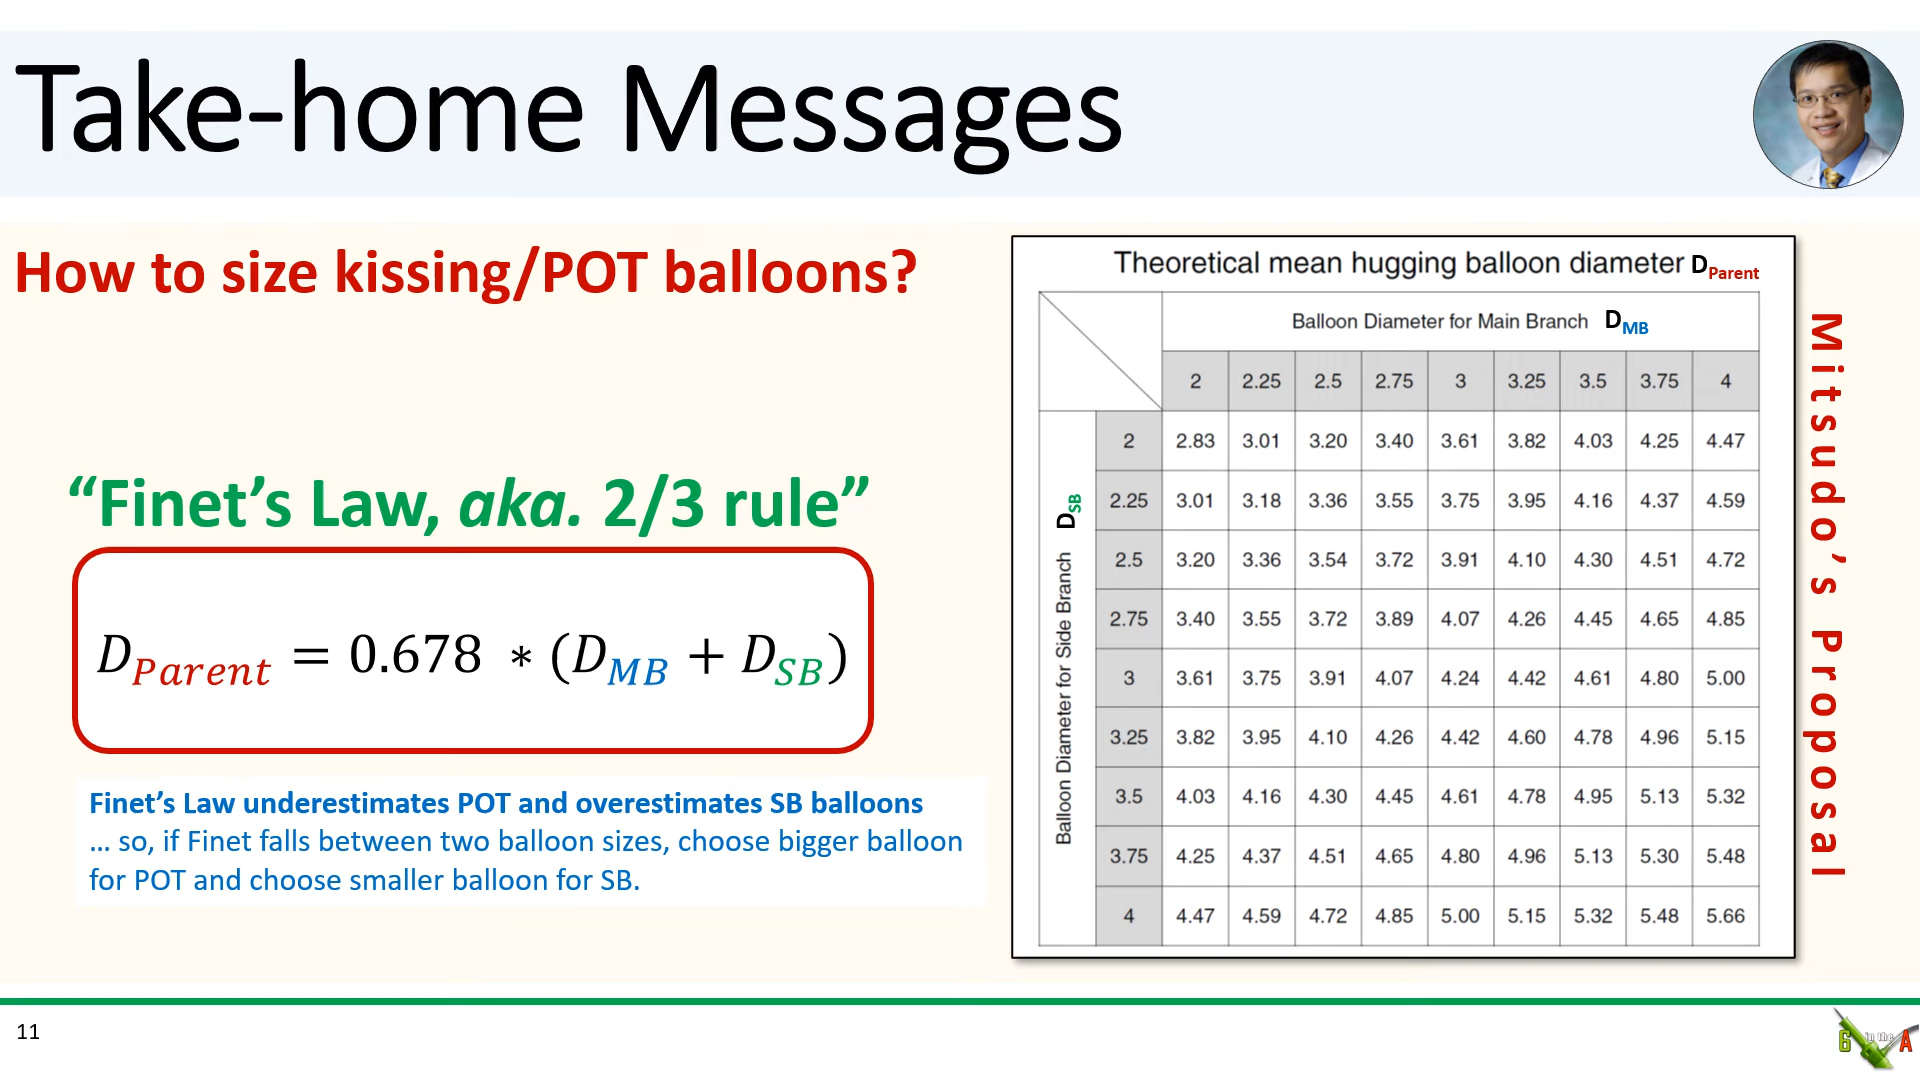 Take-home Messages
How to size kissing/POT balloons?
“Finet’s Law, aka. 2/3 rule”
D_Parent = 0.678 * (D_MB + D_SB)
Finet’s Law underestimates POT and overestimates SB balloons
... so, if Finet falls between two balloon sizes, choose bigger balloon
for POT and choose smaller balloon for SB.
Theoretical mean hugging balloon diameter D_Parent
Balloon Diameter for Main Branch D_MB
2 2.25 2.5 2.75 3 3.25 3.5 3.75 4
Balloon Diameter for Side Branch D_SB
2 2.83 3.01 3.20 3.40 3.61 3.82 4.03 4.25 4.47
2.25 3.01 3.18 3.36 3.55 3.75 3.95 4.16 4.37 4.59
2.5 3.20 3.36 3.54 3.72 3.91 4.10 4.30 4.51 4.72
2.75 3.40 3.55 3.72 3.89 4.07 4.26 4.45 4.65 4.85
3 3.61 3.75 3.91 4.07 4.24 4.42 4.61 4.80 5.00
3.25 3.82 3.95 4.10 4.26 4.42 4.60 4.78 4.96 5.15
3.5 4.03 4.16 4.30 4.45 4.61 4.78 4.95 5.13 5.32
3.75 4.25 4.37 4.51 4.65 4.80 4.96 5.13 5.30 5.48
4 4.47 4.59 4.72 4.85 5.00 5.15 5.32 5.48 5.66
Mitsudo’s Proposal
11
6 in the A